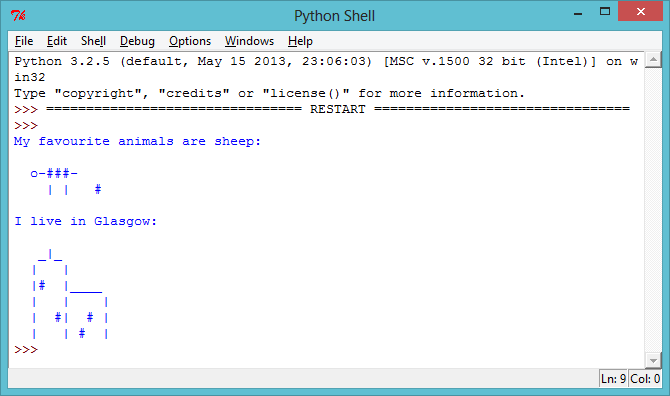 Python Shell
File Edit Shell Debug Options Windows Help
Python 3.2.5 (default, May 15 2013, 23:06:03) [MSC v.1500 32 bit (Intel)] on w
in32
Type "copyright", "credits" or "license()" for more information.
>>> ================================ RESTART ================================
>>>
My favourite animals are sheep:

  o-###-
    | |   #

I live in Glasgow:

   _|_
  |   |
  |#  |____
  |   |    |
  |  #|  # |
  |   | #  |
>>>
Ln: 9 Col: 0